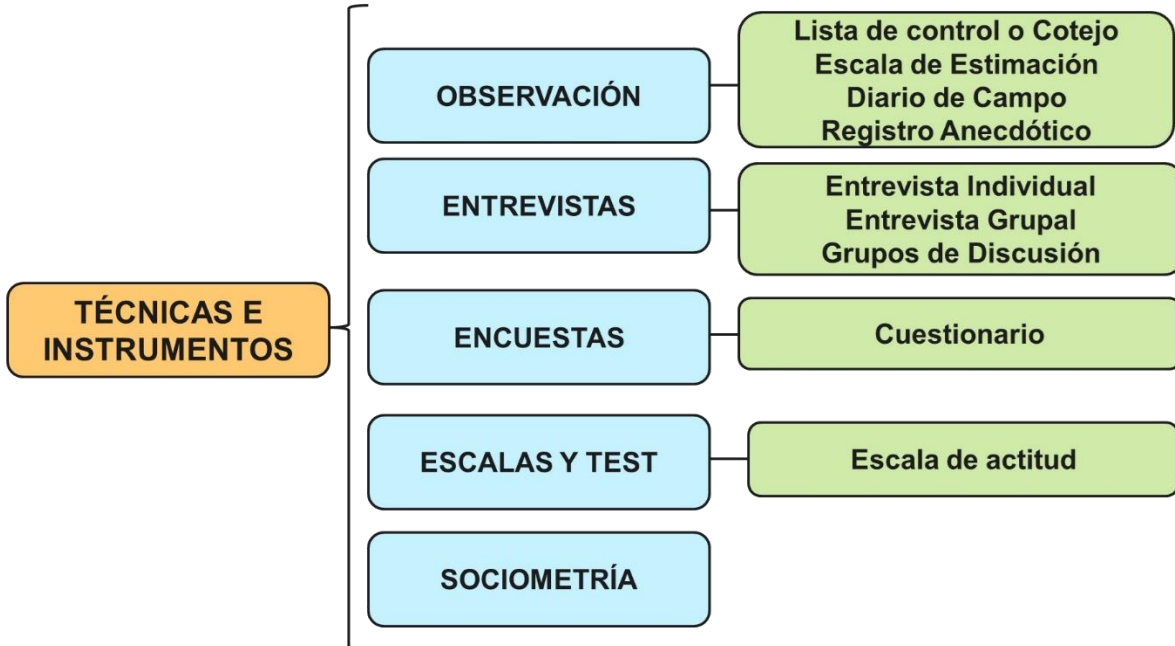 TÉCNICAS E
INSTRUMENTOS
OBSERVACIÓN
Lista de control o Cotejo
Escala de Estimación
Diario de Campo
Registro Anecdótico
ENTREVISTAS
Entrevista Individual
Entrevista Grupal
Grupos de Discusión
ENCUESTAS
Cuestionario
ESCALAS Y TEST
Escala de actitud
SOCIOMETRÍA